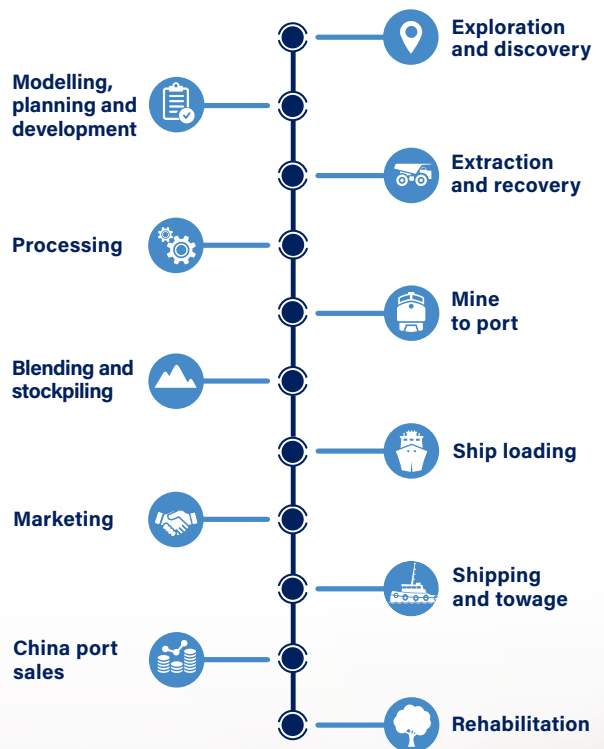 Exploration
and discovery
Modelling,
planning and
development
Extraction
and recovery
Processing
Mine
to port
Blending and
stockpiling
Ship loading
Marketing
Shipping
and towage
China port
sales
Rehabilitation